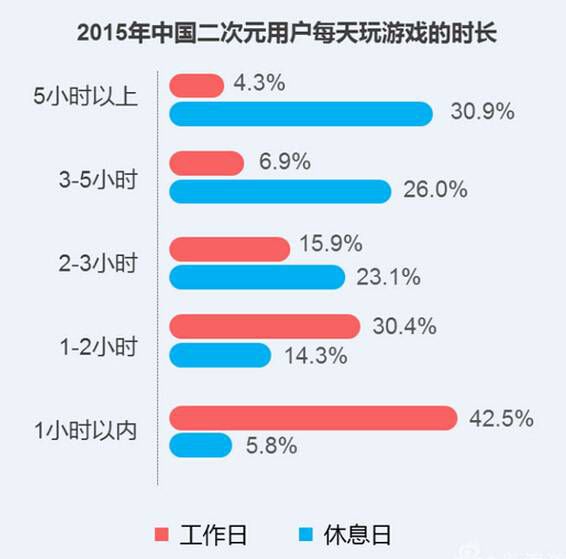 2015年中国二次元用户每天玩游戏的时长
5小时以上
4.3%
30.9%
3-5小时
6.9%
26.0%
2-3小时
15.9%
23.1%
1-2小时
30.4%
14.3%
1小时以内
42.5%
5.8%
工作日 休息日